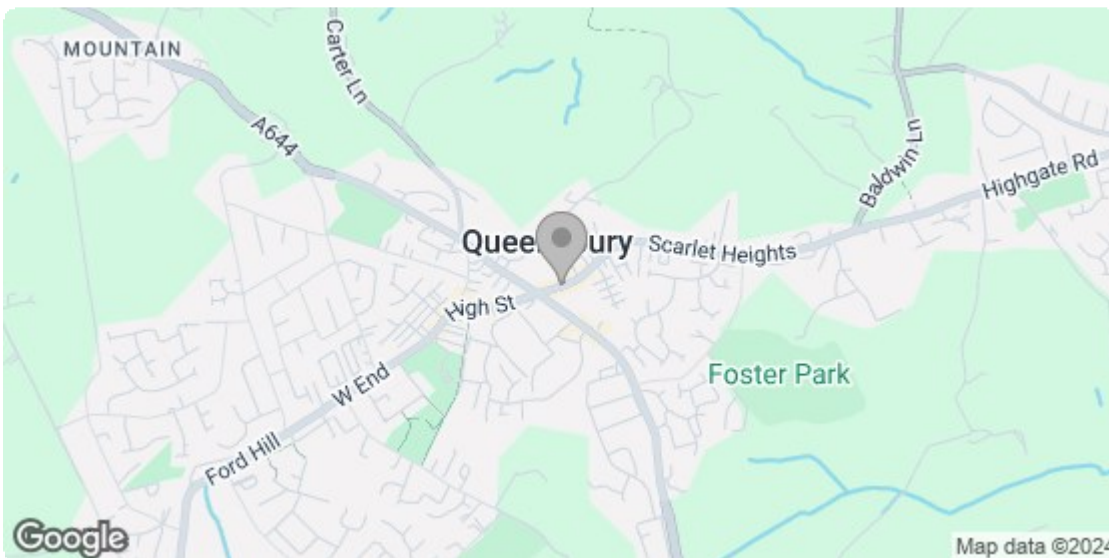 MOUNTAIN
Carter Ln
A644
Baldwin Ln
Highgate Rd
Scarlet Heights
High St
Foster Park
W End
Ford Hill
Google
Map data ©2024